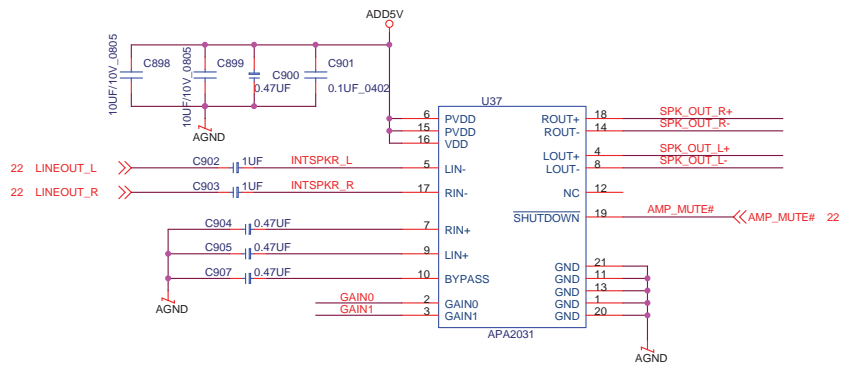 ADD5V
10UF/10V_0805
C898
10UF/10V_0805
C899
C900
0.47UF
C901
0.1UF_0402
AGND
U37
6 PVDD ROUT+ 18 SPK_OUT_R+
15 PVDD ROUT- 14 SPK_OUT_R-
16 VDD
LOUT+ 4 SPK_OUT_L+
22 LINEOUT_L C902 1UF INTSPKR_L 5 LIN- LOUT- 8 SPK_OUT_L-
22 LINEOUT_R C903 1UF INTSPKR_R 17 RIN- NC 12
SHUTDOWN 19 AMP_MUTE# AMP_MUTE# 22
C904 0.47UF 7 RIN+
C905 0.47UF 9 LIN+
C907 0.47UF 10 BYPASS
GND 21
GND 11
GND 13
GAIN0 2 GAIN0 GND 1
GAIN1 3 GAIN1 GND 20
AGND
APA2031
AGND